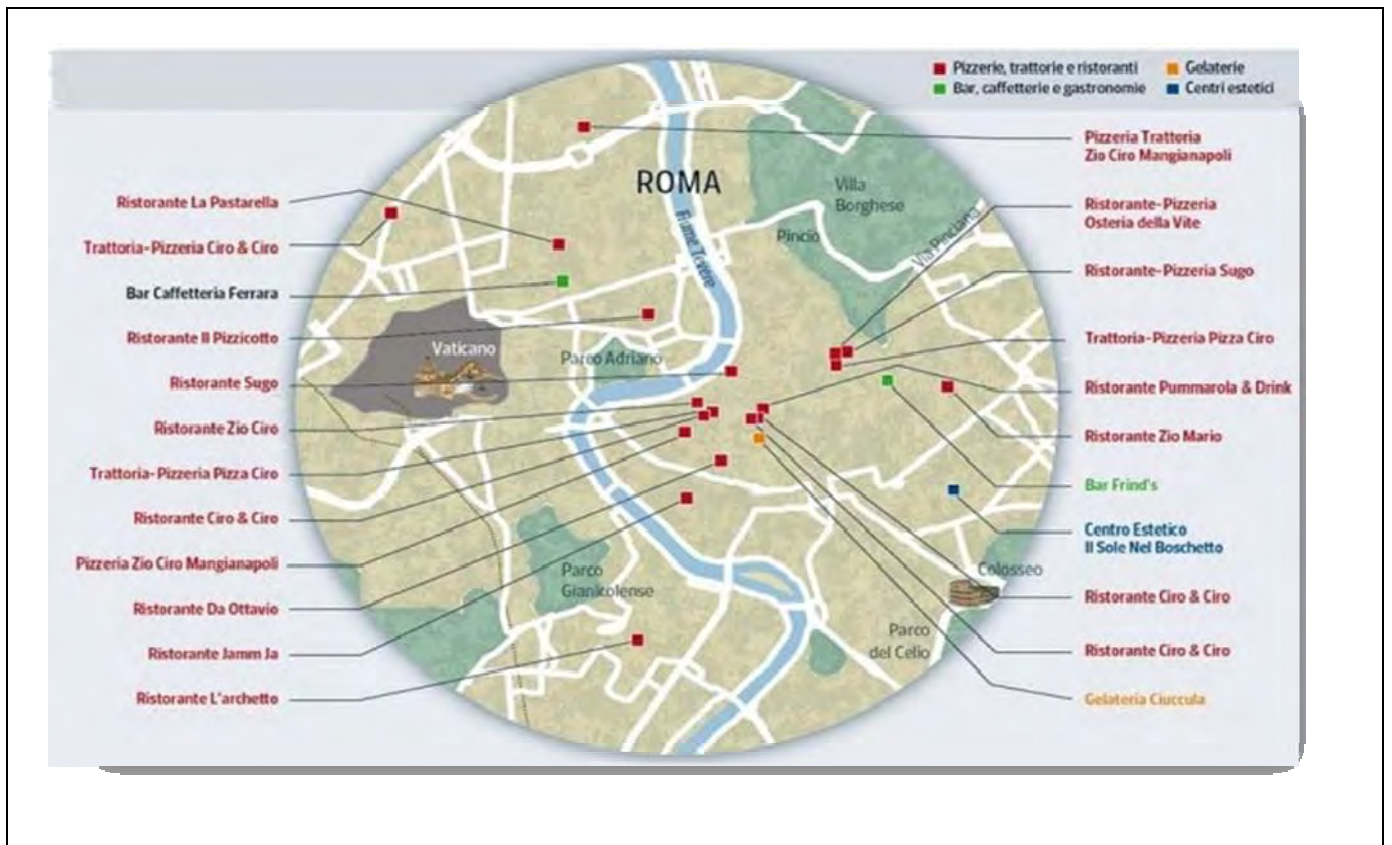 Pizzerie, trattorie e ristoranti
Gelaterie
Bar, caffetterie e gastronomie
Centri estetici
Ristorante La Pastarella
Trattoria-Pizzeria Ciro & Ciro
Bar Caffetteria Ferrara
Ristorante Il Pizzicotto
Ristorante Sugo
Ristorante Zio Ciro
Trattoria-Pizzeria Pizza Ciro
Ristorante Ciro & Ciro
Pizzeria Zio Ciro Mangianapoli
Ristorante Da Ottavio
Ristorante Jamm Ja
Ristorante L'archetto
ROMA
Fiume Tevere
Villa
Borghese
Pincio
Via Pinciana
Vaticano
Parco Adriano
Parco
Gianicolense
Colosseo
Parco
del Celio
Pizzeria Trattoria
Zio Ciro Mangianapoli
Ristorante-Pizzeria
Osteria della Vite
Ristorante-Pizzeria Sugo
Trattoria-Pizzeria Pizza Ciro
Ristorante Pummarola & Drink
Ristorante Zio Mario
Bar Frind's
Centro Estetico
Il Sole Nel Boschetto
Ristorante Ciro & Ciro
Ristorante Ciro & Ciro
Gelateria Ciuccula